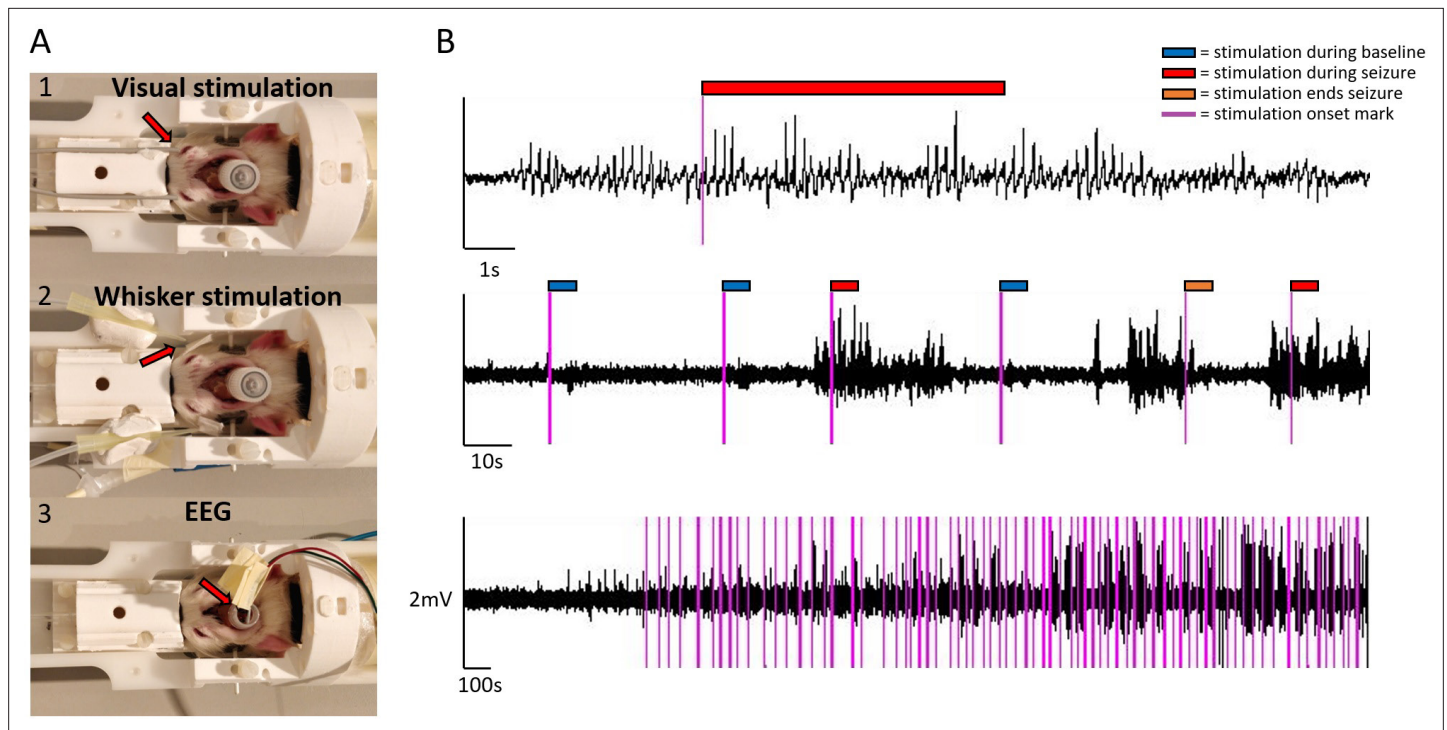 A
1
Visual stimulation
2
Whisker stimulation
3
EEG
B
= stimulation during baseline
= stimulation during seizure
= stimulation ends seizure
= stimulation onset mark
1s
10s
2mV
100s